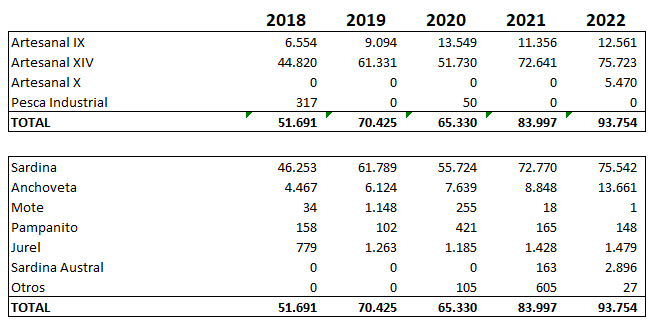 2018 2019 2020 2021 2022
Artesanal IX 6.554 9.094 13.549 11.356 12.561
Artesanal XIV 44.820 61.331 51.730 72.641 75.723
Artesanal X 0 0 0 0 5.470
Pesca Industrial 317 0 50 0 0
TOTAL 51.691 70.425 65.330 83.997 93.754
Sardina 46.253 61.789 55.724 72.770 75.542
Anchoveta 4.467 6.124 7.639 8.848 13.661
Mote 34 1.148 255 18 1
Pampanito 158 102 421 165 148
Jurel 779 1.263 1.185 1.428 1.479
Sardina Austral 0 0 0 163 2.896
Otros 0 0 105 605 27
TOTAL 51.691 70.425 65.330 83.997 93.754